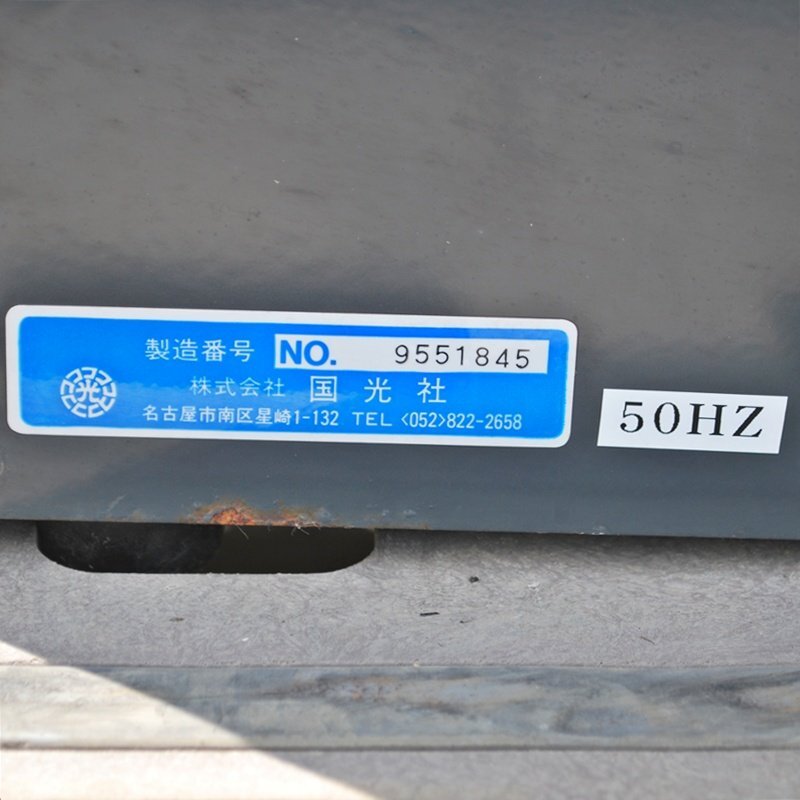 製造番号 NO. 9551845
光 株式会社 国光社
名古屋市南区星崎1-132 TEL <052>822-2658
50HZ